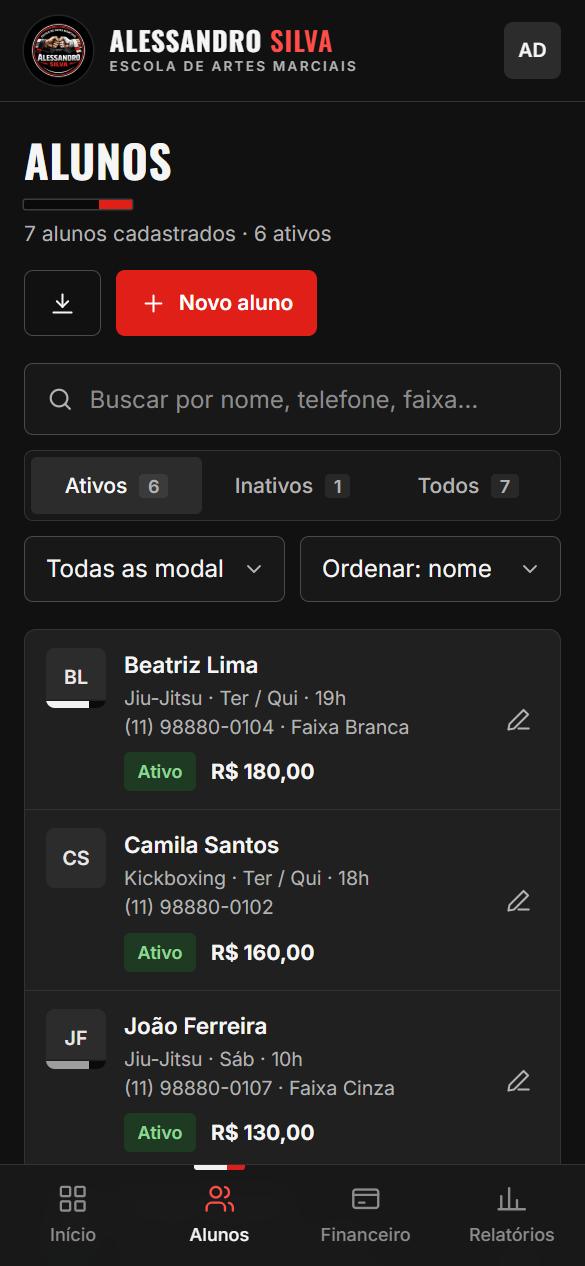 ALESSANDRO
SILVA
ALESSANDRO SILVA
ESCOLA DE ARTES MARCIAIS
AD
ALUNOS
7 alunos cadastrados · 6 ativos
Novo aluno
Buscar por nome, telefone, faixa...
Ativos 6 Inativos 1 Todos 7
Todas as modal Ordenar: nome
BL
Beatriz Lima
Jiu-Jitsu · Ter / Qui · 19h
(11) 98880-0104 · Faixa Branca
Ativo R$ 180,00
CS
Camila Santos
Kickboxing · Ter / Qui · 18h
(11) 98880-0102
Ativo R$ 160,00
JF
João Ferreira
Jiu-Jitsu · Sáb · 10h
(11) 98880-0107 · Faixa Cinza
Ativo R$ 130,00
Início Alunos Financeiro Relatórios